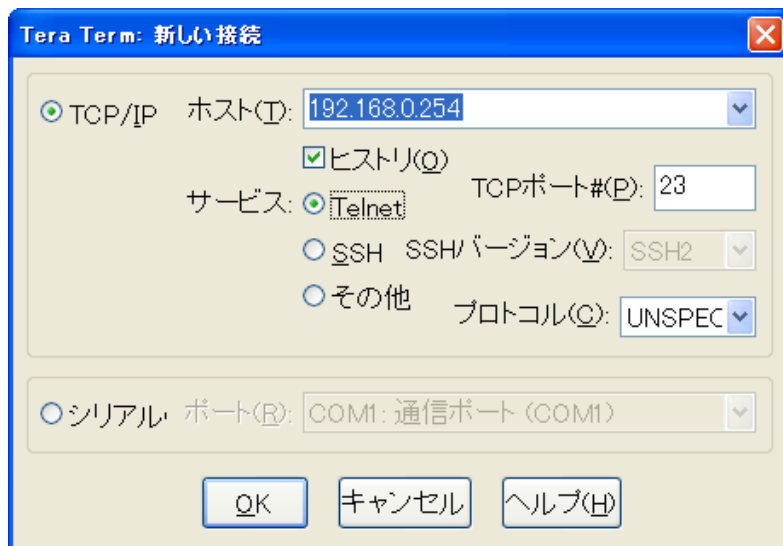 Tera Term: 新しい接続
TCP/IP ホスト(T): 192.168.0.254
ヒストリ(O)
サービス: Telnet TCPポート#(P): 23
SSH SSHバージョン(V): SSH2
その他 プロトコル(C): UNSPEC
シリアル ポート(R): COM1: 通信ポート (COM1)
OK キャンセル ヘルプ(H)